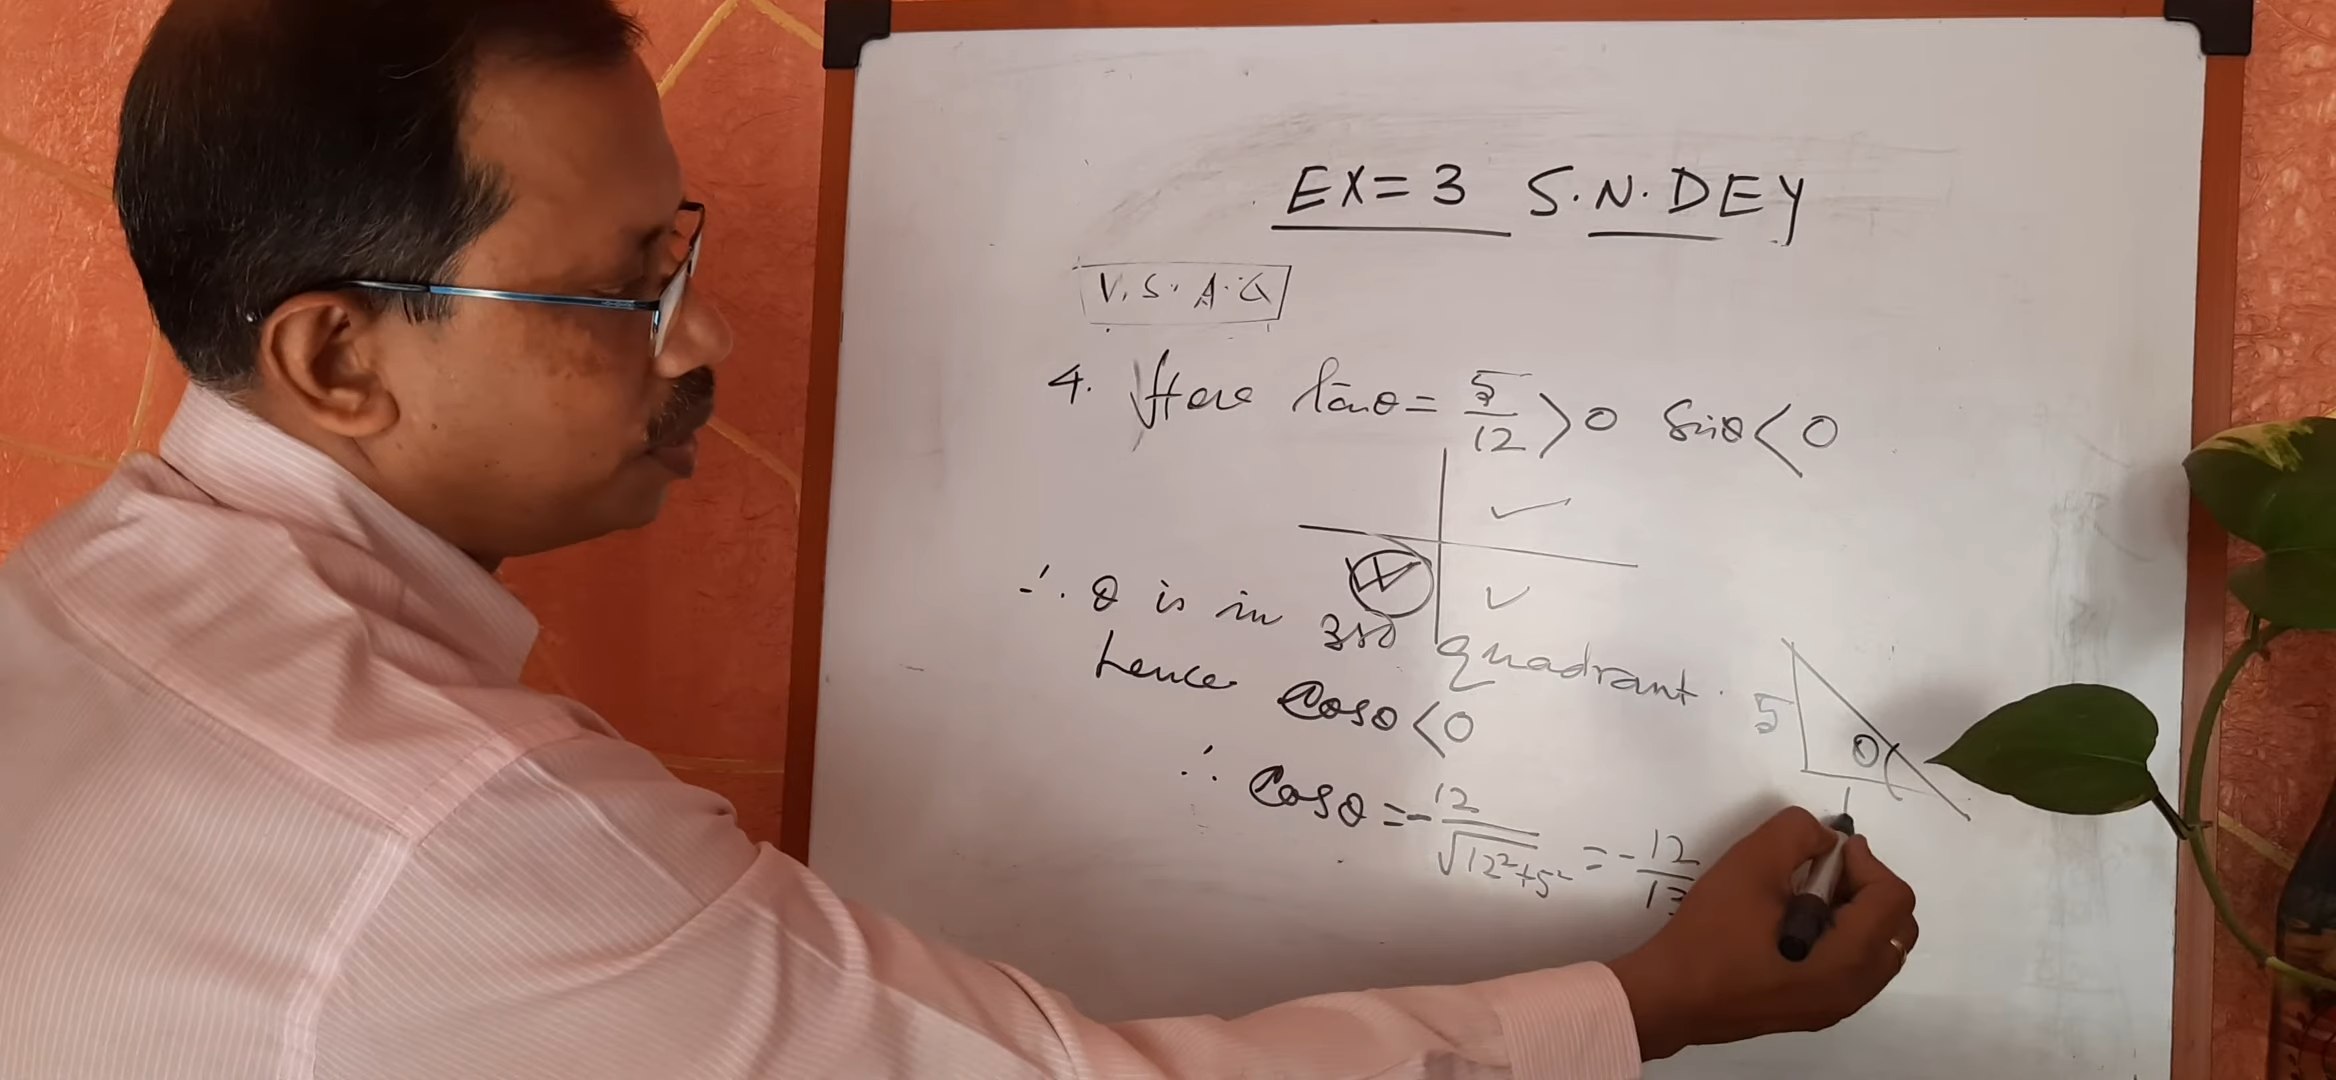 EX=3 S.N.DEY
V.S.A.Q
4. Here tanθ = 5/12 > 0 Sinθ < 0
∴ θ is in 3rd quadrant.
hence Cosθ < 0
5
θ
1
∴ Cosθ = -12/√12²+5² = -12/13